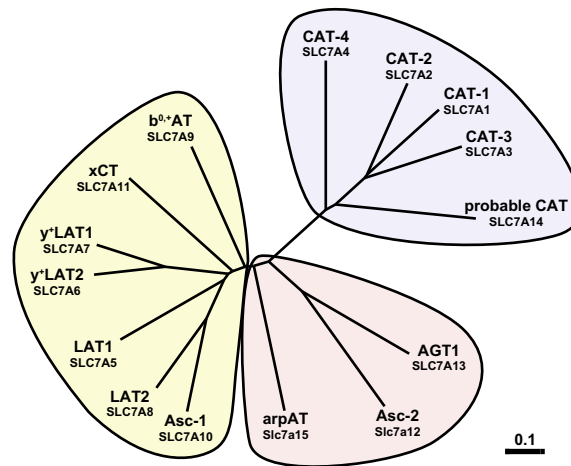 CAT-4
SLC7A4
CAT-2
SLC7A2
CAT-1
SLC7A1
CAT-3
SLC7A3
probable CAT
SLC7A14
b⁰,⁺AT
SLC7A9
xCT
SLC7A11
y⁺LAT1
SLC7A7
y⁺LAT2
SLC7A6
LAT1
SLC7A5
LAT2
SLC7A8
Asc-1
SLC7A10
arpAT
Slc7a15
Asc-2
Slc7a12
AGT1
SLC7A13
0.1